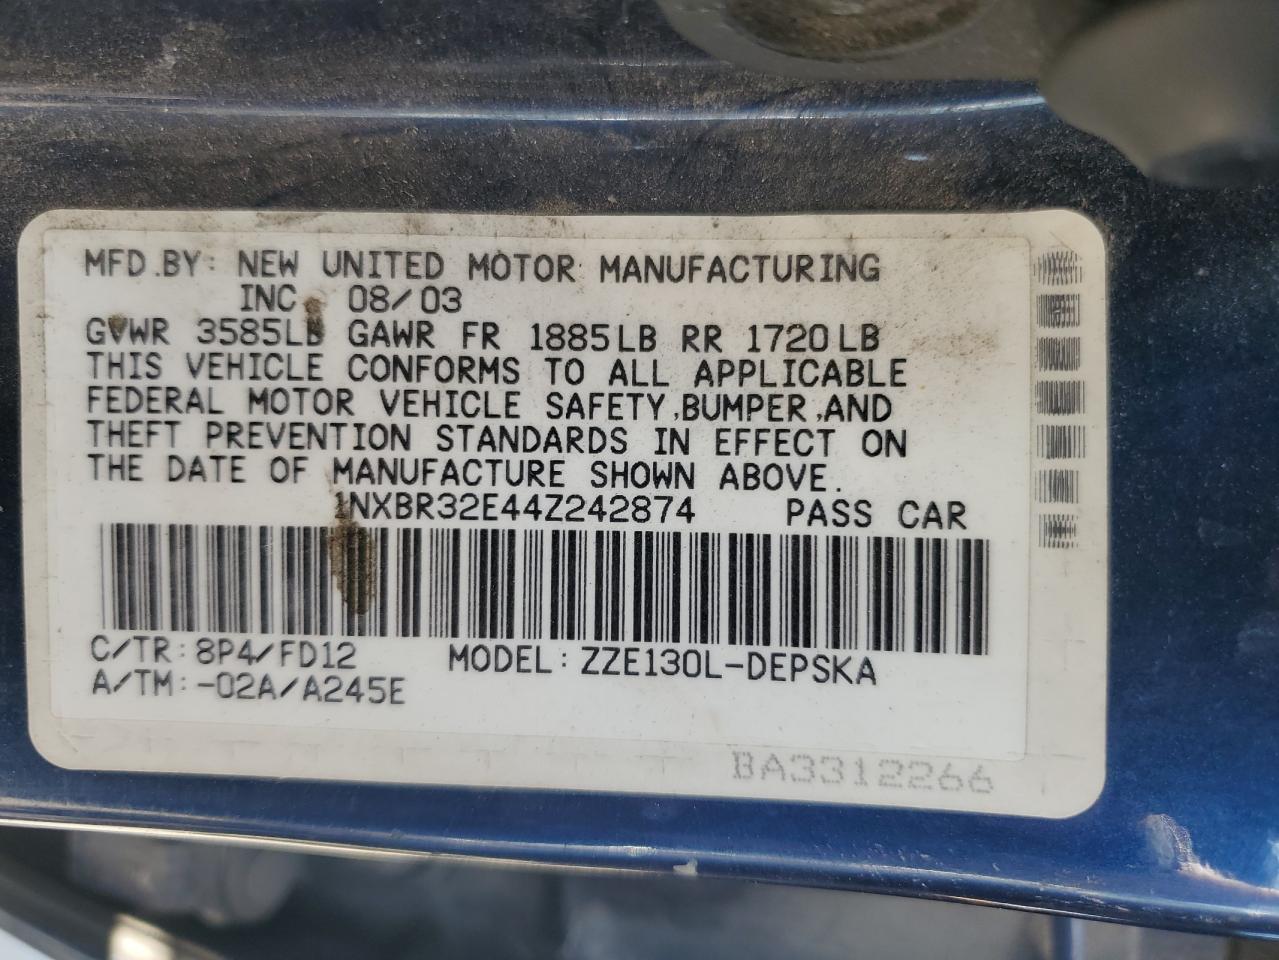 MFD.BY: NEW UNITED MOTOR MANUFACTURING
INC 08/03
GVWR 3585LB GAWR FR 1885LB RR 1720LB
THIS VEHICLE CONFORMS TO ALL APPLICABLE
FEDERAL MOTOR VEHICLE SAFETY,BUMPER,AND
THEFT PREVENTION STANDARDS IN EFFECT ON
THE DATE OF MANUFACTURE SHOWN ABOVE.
1NXBR32E44Z242874 PASS CAR
C/TR:8P4/FD12 MODEL:ZZE130L-DEPSKA
A/TM:-02A/A245E
BA3312266